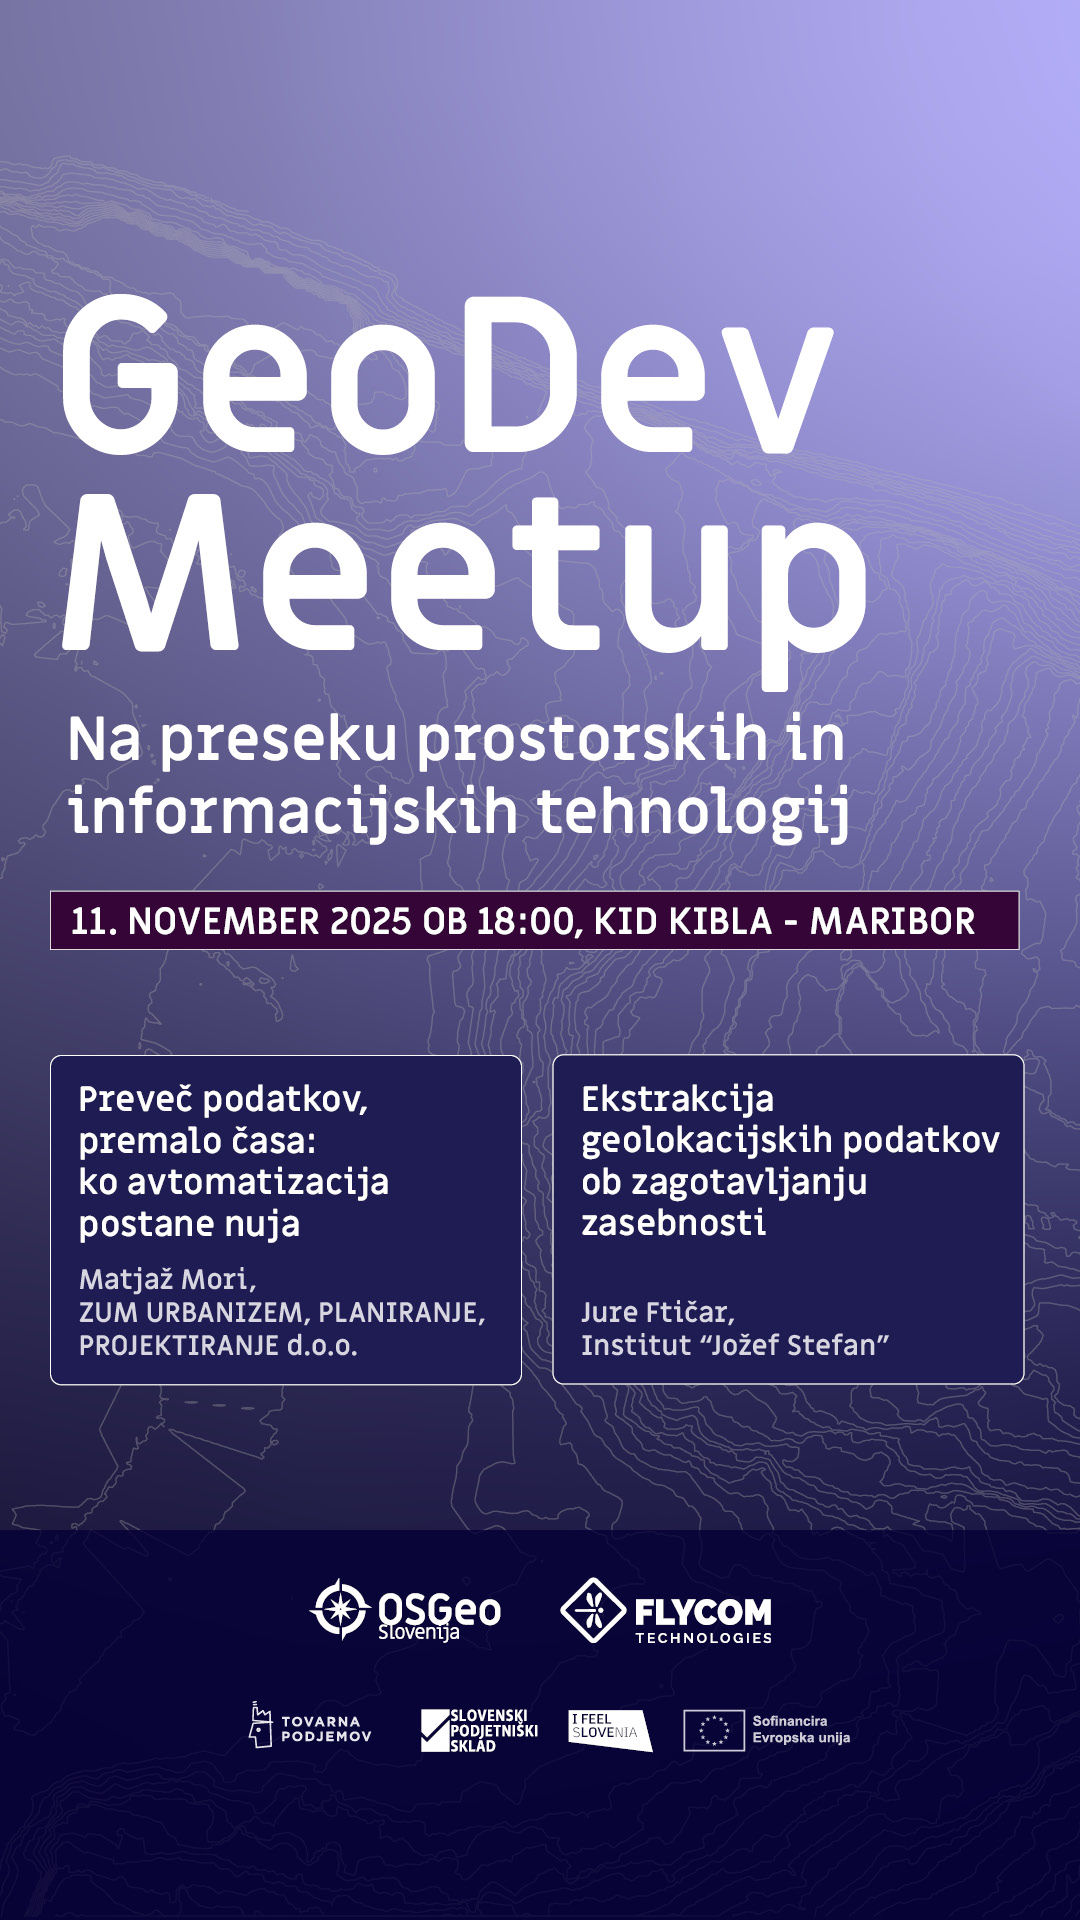 GeoDev
Meetup
Na preseku prostorskih in
informacijskih tehnologij
11. NOVEMBER 2025 OB 18:00, KID KIBLA - MARIBOR
Preveč podatkov,
premalo časa:
ko avtomatizacija
postane nuja
Matjaž Mori,
ZUM URBANIZEM, PLANIRANJE,
PROJEKTIRANJE d.o.o.
Ekstrakcija
geolokacijskih podatkov
ob zagotavljanju
zasebnosti
Jure Ftičar,
Institut “Jožef Stefan”
OSGeo
Slovenija
FLYCOM
TECHNOLOGIES
TOVARNA
PODJEMOV
SLOVENSKI
PODJETNIŠKI
SKLAD
I FEEL
SLOVENIA
Sofinancira
Evropska unija